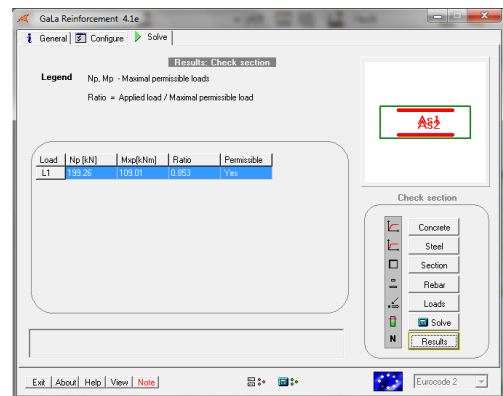 GaLa Reinforcement 4.1e
General Configure Solve
Results: Check section
Legend Np, Mp - Maximal permissible loads
Ratio = Applied load / Maximal permissible load
Load Np [kN] Mxp[kNm] Ratio Permissible
L1 199.26 109.01 0.853 Yes
Check section
Concrete
Steel
Section
Rebar
Loads
Solve
N Results
Exit About Help View Note Eurocode 2